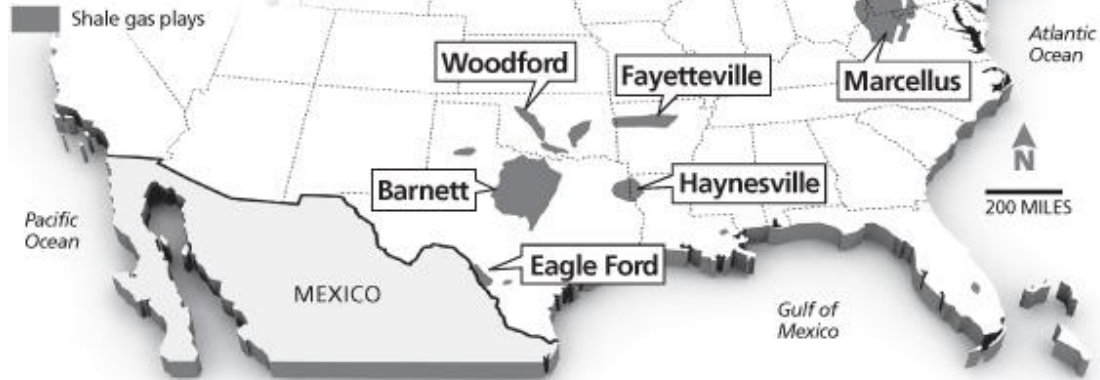 Shale gas plays
Atlantic
Ocean
Woodford
Fayetteville
Marcellus
N
Barnett
Haynesville
200 MILES
Pacific
Ocean
Eagle Ford
MEXICO
Gulf of
Mexico